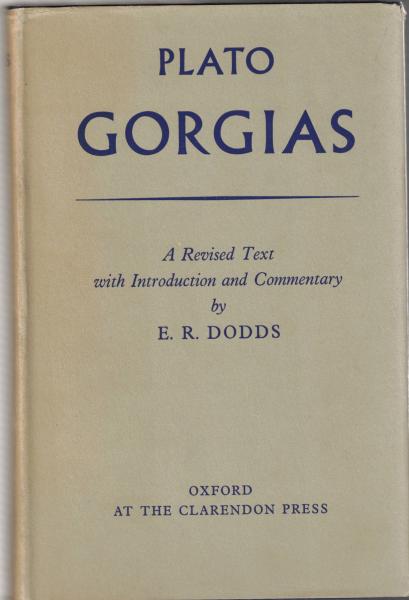 PLATO
GORGIAS
A Revised Text
with Introduction and Commentary
by
E. R. DODDS
OXFORD
AT THE CLARENDON PRESS